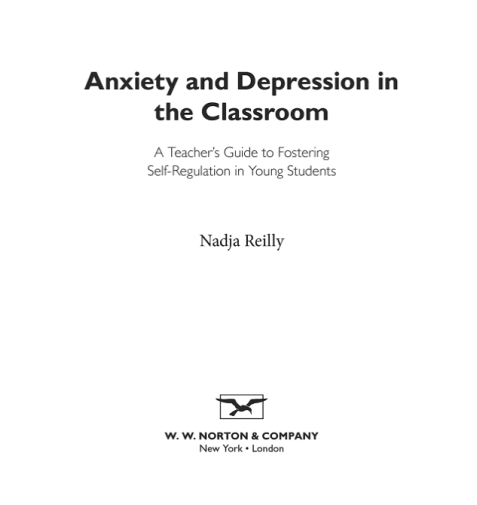 Anxiety and Depression in
the Classroom
A Teacher’s Guide to Fostering
Self-Regulation in Young Students
Nadja Reilly
W. W. NORTON & COMPANY
New York • London